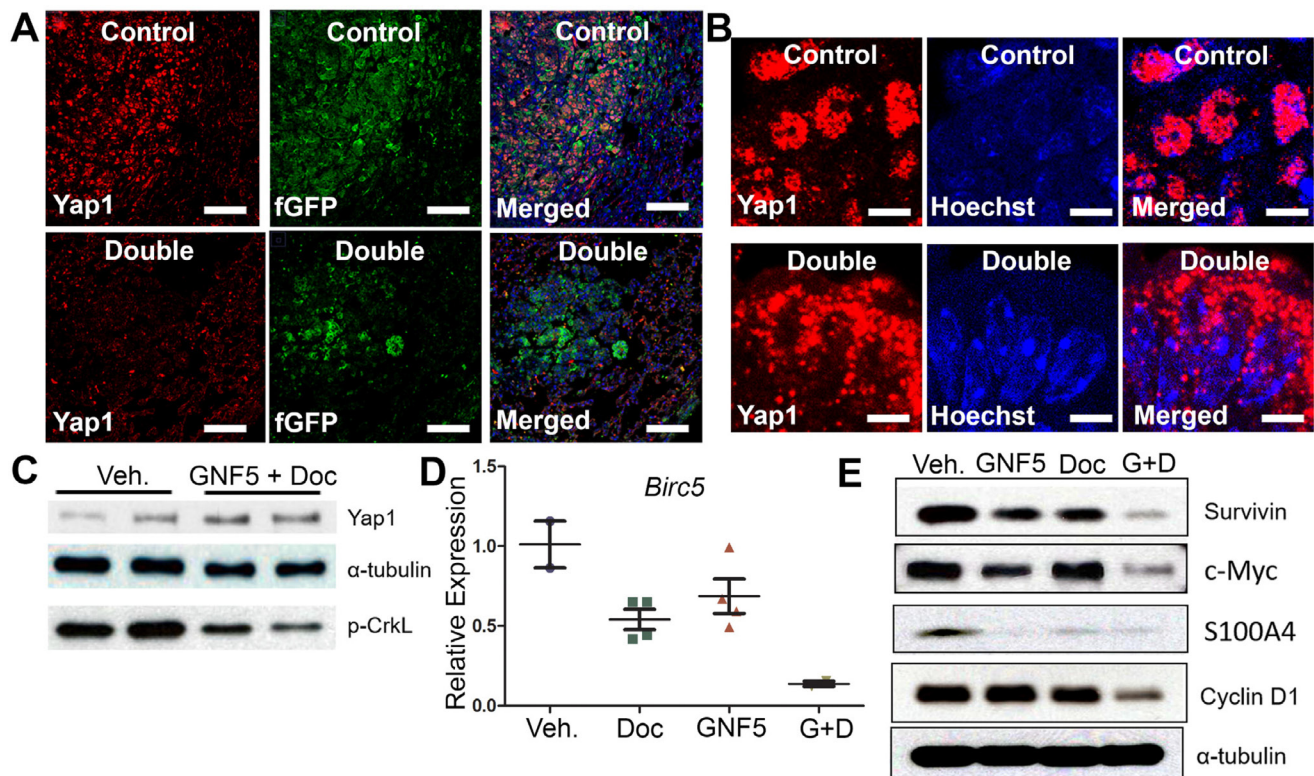 A
Control
Yap1
Control
fGFP
Control
Merged
Double
Yap1
Double
fGFP
Double
Merged
B
Control
Yap1
Control
Hoechst
Control
Merged
Double
Yap1
Double
Hoechst
Double
Merged
C
Veh. GNF5 + Doc
Yap1
α-tubulin
p-CrkL
D
Birc5
Relative Expression
1.5
1.0
0.5
0.0
Veh. Doc GNF5 G+D
E
Veh. GNF5 Doc G+D
Survivin
c-Myc
S100A4
Cyclin D1
α-tubulin